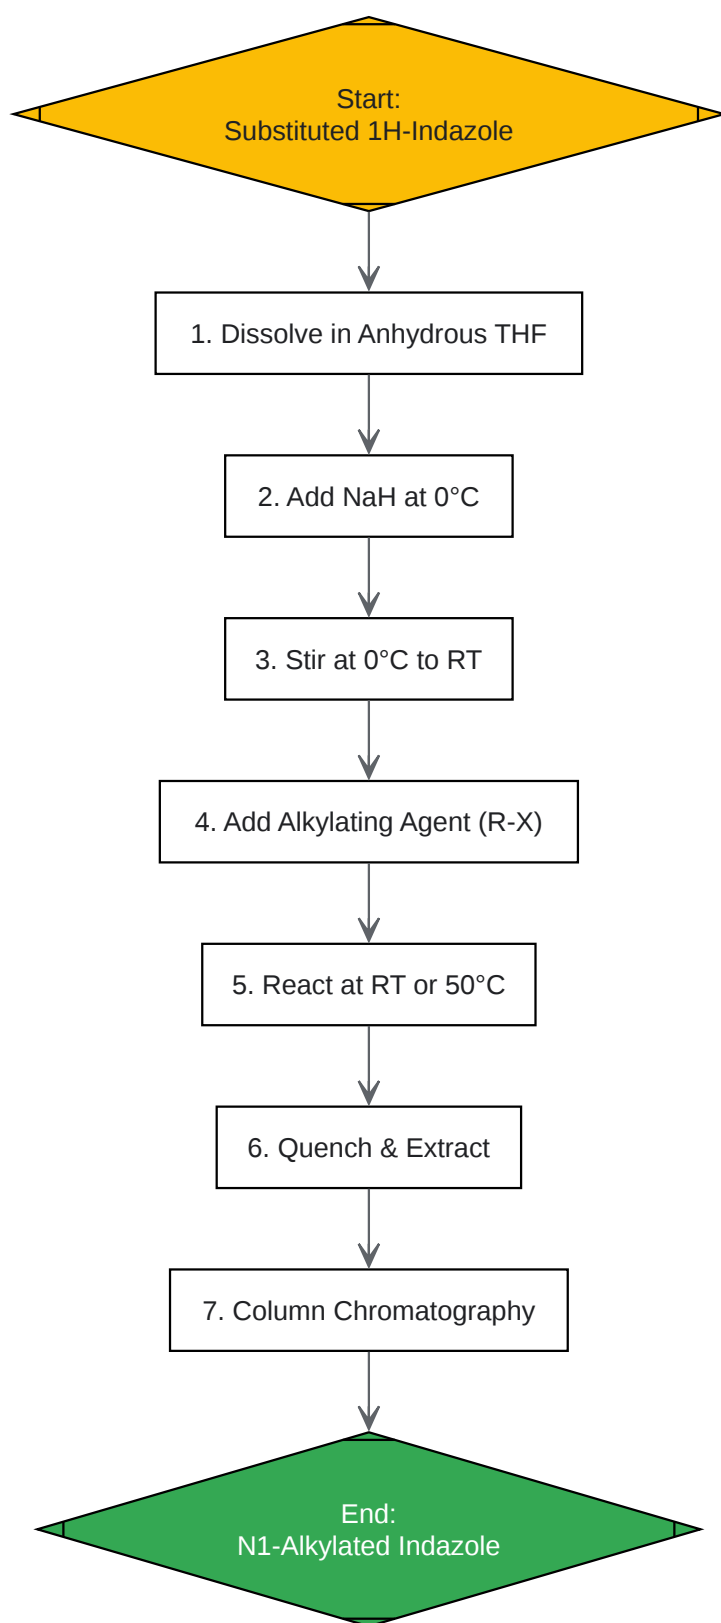 Start:
Substituted 1H-Indazole
1. Dissolve in Anhydrous THF
2. Add NaH at 0°C
3. Stir at 0°C to RT
4. Add Alkylating Agent (R-X)
5. React at RT or 50°C
6. Quench & Extract
7. Column Chromatography
End:
N1-Alkylated Indazole